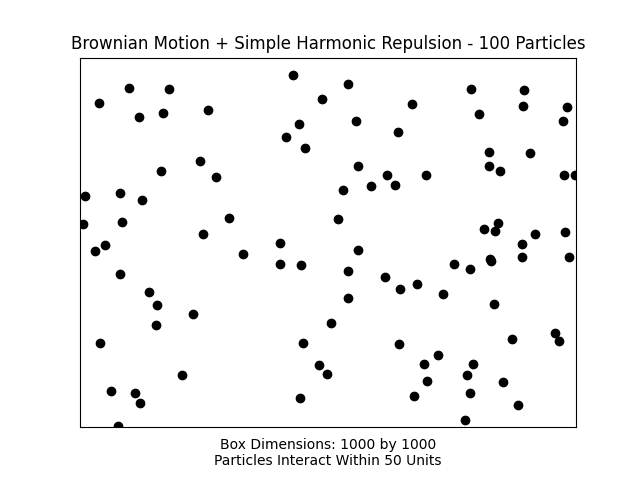 Brownian Motion + Simple Harmonic Repulsion - 100 Particles
Box Dimensions: 1000 by 1000
Particles Interact Within 50 Units